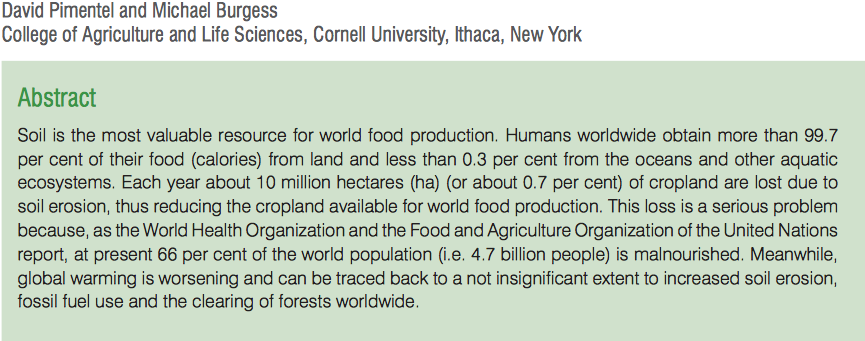 David Pimentel and Michael Burgess
College of Agriculture and Life Sciences, Cornell University, Ithaca, New York
Abstract
Soil is the most valuable resource for world food production. Humans worldwide obtain more than 99.7
per cent of their food (calories) from land and less than 0.3 per cent from the oceans and other aquatic
ecosystems. Each year about 10 million hectares (ha) (or about 0.7 per cent) of cropland are lost due to
soil erosion, thus reducing the cropland available for world food production. This loss is a serious problem
because, as the World Health Organization and the Food and Agriculture Organization of the United Nations
report, at present 66 per cent of the world population (i.e. 4.7 billion people) is malnourished. Meanwhile,
global warming is worsening and can be traced back to a not insignificant extent to increased soil erosion,
fossil fuel use and the clearing of forests worldwide.